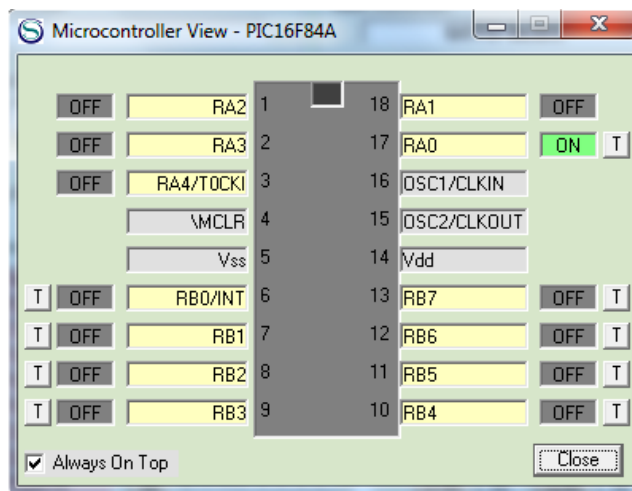 Microcontroller View - PIC16F84A
OFF RA2 1 18 RA1 OFF
OFF RA3 2 17 RA0 ON T
OFF RA4/T0CKI 3 16 OSC1/CLKIN
\MCLR 4 15 OSC2/CLKOUT
Vss 5 14 Vdd
T OFF RB0/INT 6 13 RB7 OFF T
T OFF RB1 7 12 RB6 OFF T
T OFF RB2 8 11 RB5 OFF T
T OFF RB3 9 10 RB4 OFF T
Always On Top Close